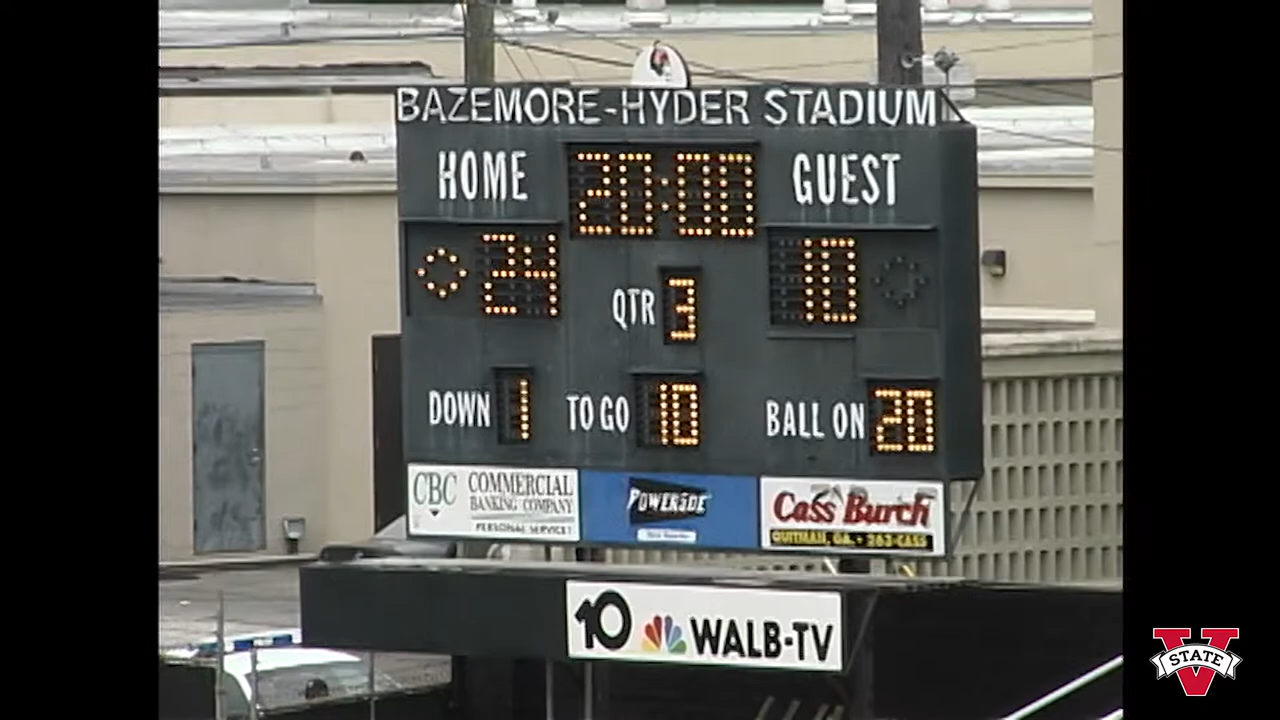 BAZEMORE-HYDER STADIUM
HOME 20:00 GUEST
24 10
QTR 3
DOWN 1 TO GO 10 BALL ON 20
CBC COMMERCIAL
BANKING COMPANY
PERSONAL SERVICE!
POWERADE
Cass Burch
QUITMAN, GA. • 263-CASS
10 WALB-TV
V STATE